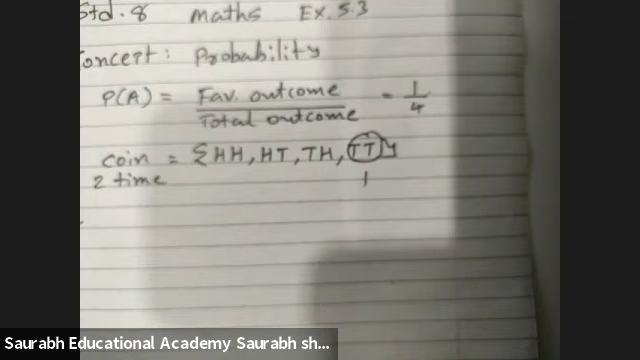 Std. 8 maths Ex. 5.3
Concept: Probability
P(A) = Fav. outcome / Total outcome = 1/4
coin = {HH, HT, TH, TT}
2 time 1
Saurabh Educational Academy Saurabh sh...